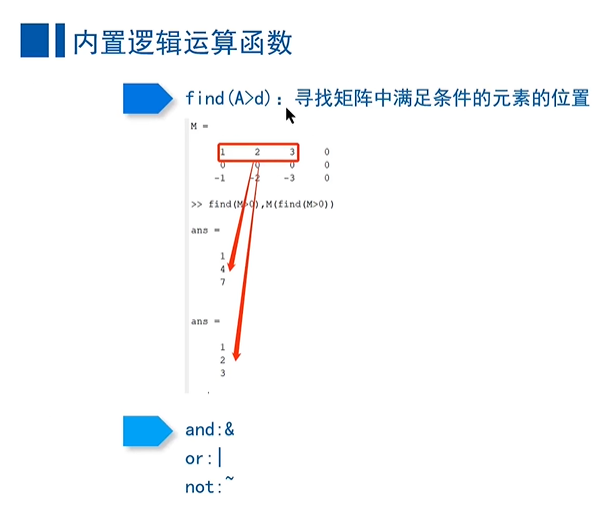 内置逻辑运算函数
find(A>d)：寻找矩阵中满足条件的元素的位置
M =
1 2 3 0
0 0 0 0
-1 -2 -3 0
>> find(M>0),M(find(M>0))
ans =
1
4
7
ans =
1
2
3
and:&
or:|
not:~